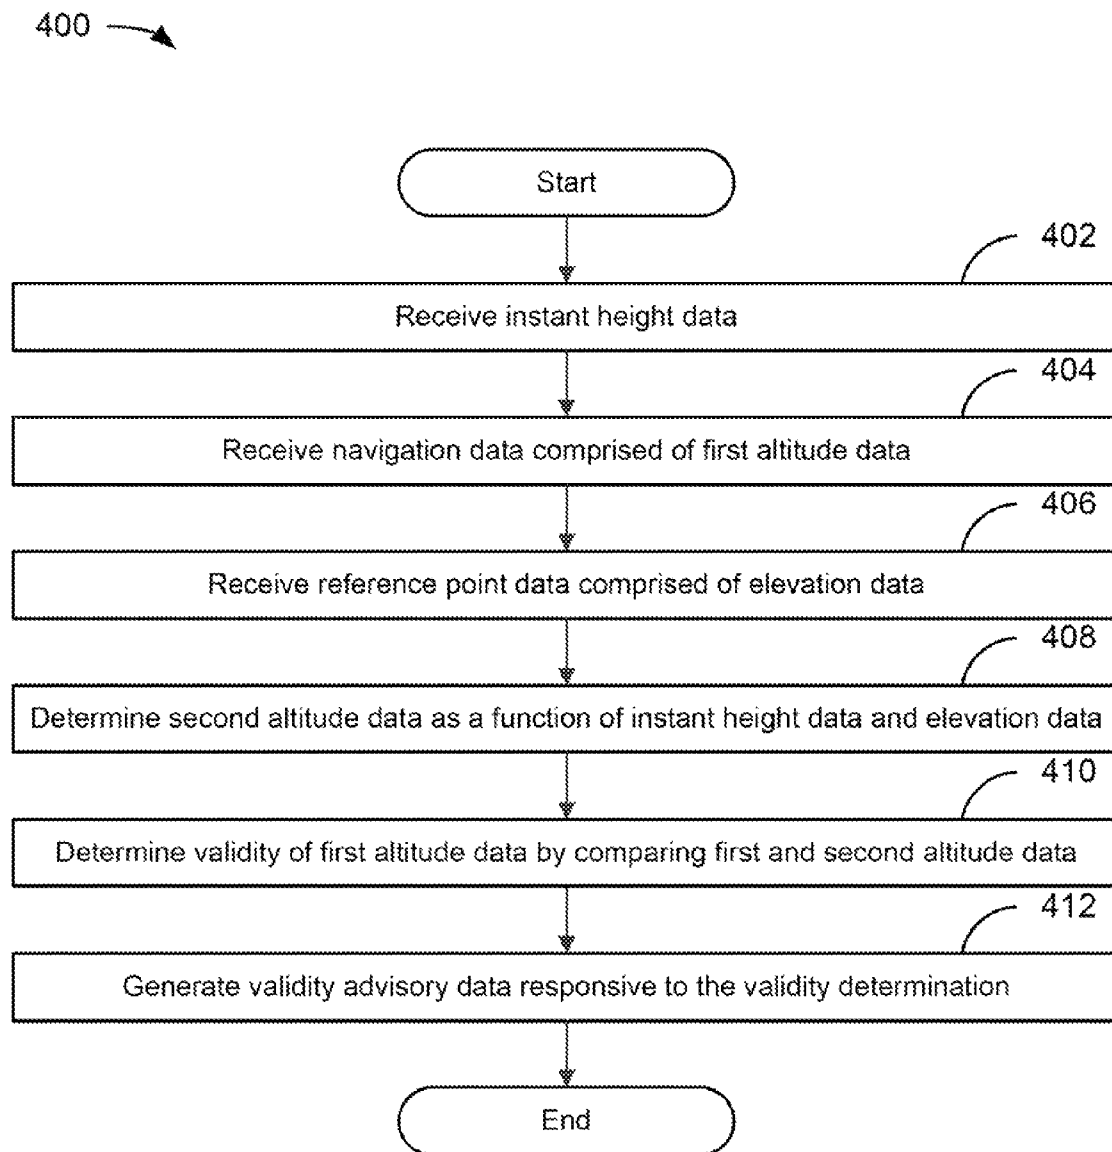 400
Start
402
Receive instant height data
404
Receive navigation data comprised of first altitude data
406
Receive reference point data comprised of elevation data
408
Determine second altitude data as a function of instant height data and elevation data
410
Determine validity of first altitude data by comparing first and second altitude data
412
Generate validity advisory data responsive to the validity determination
End